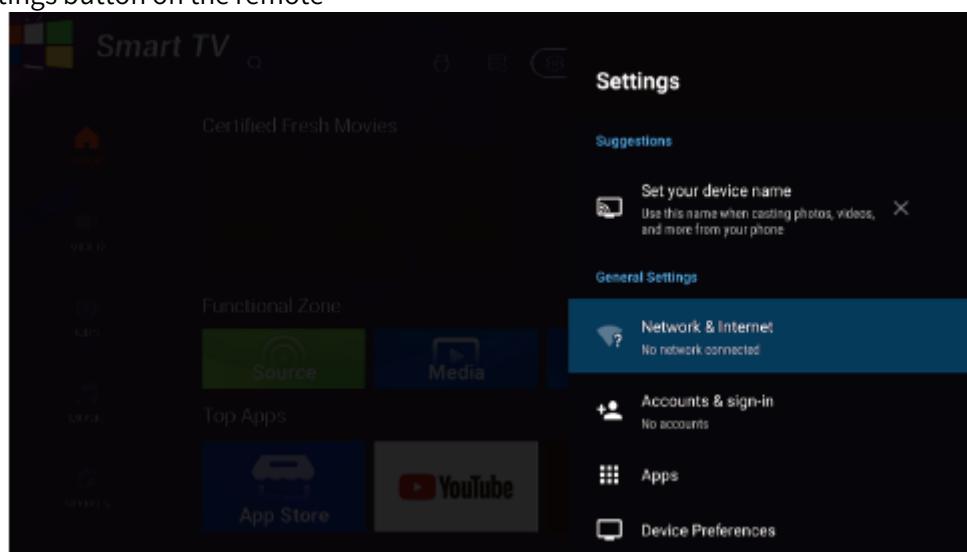 tings button on the remote
Smart TV
Certified Fresh Movies
Functional Zone
Source
Media
Top Apps
App Store
YouTube
Settings
Suggestions
Set your device name
Use this name when casting photos, videos,
and more from your phone
General Settings
Network & Internet
No network connected
Accounts & sign-in
No accounts
Apps
Device Preferences